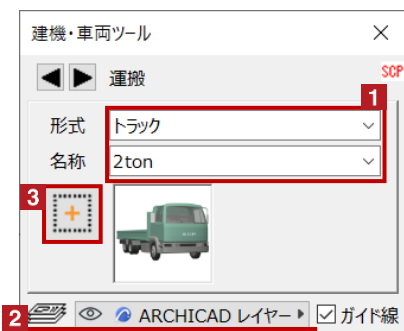 建機・車両ツール
運搬
SCP
1
形式 トラック
名称 2ton
3
2
ARCHICAD レイヤー
ガイド線